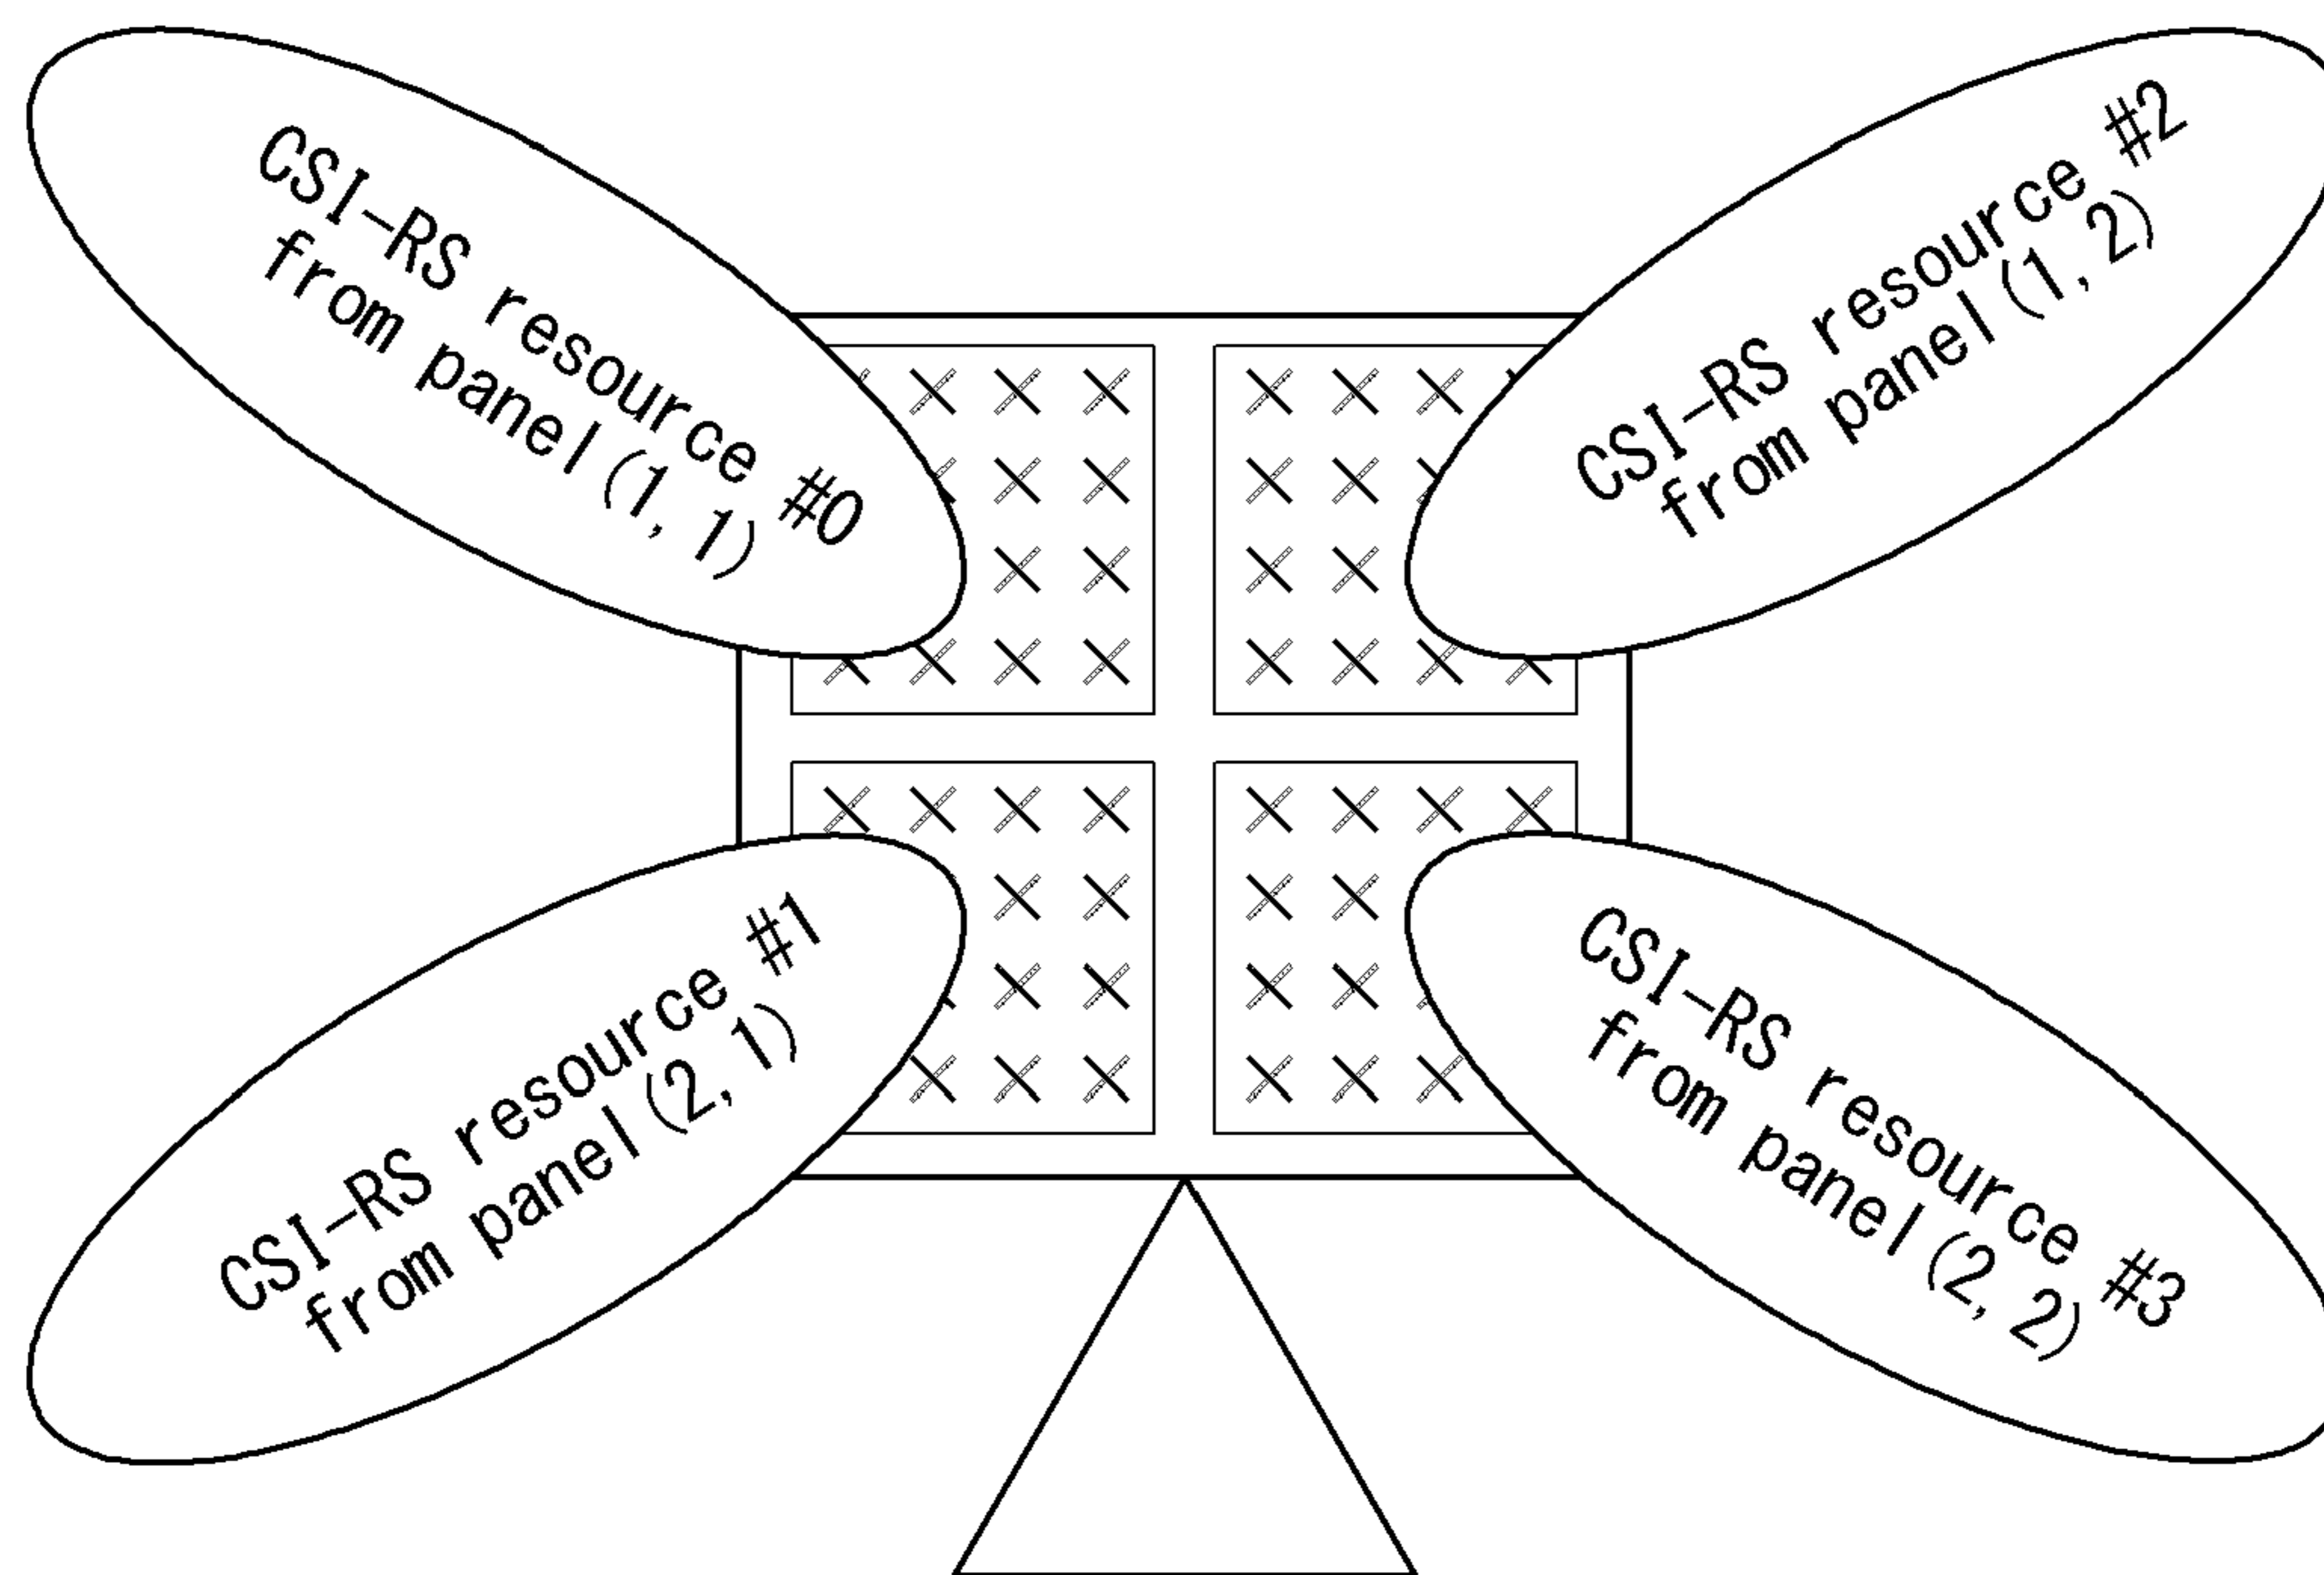 CSI-RS resource #0
from panel (1, 1)
CSI-RS resource #2
from panel (1, 2)
CSI-RS resource #1
from panel (2, 1)
CSI-RS resource #3
from panel (2, 2)